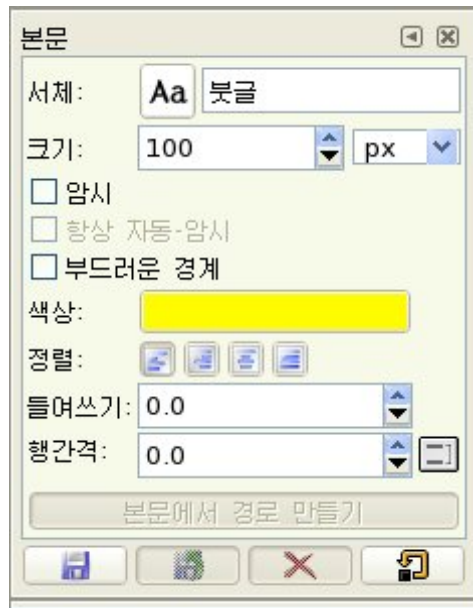 본문
서체: Aa 붓글
크기: 100 px
암시
항상 자동-암시
부드러운 경계
색상:
정렬:
들여쓰기: 0.0
행간격: 0.0
본문에서 경로 만들기